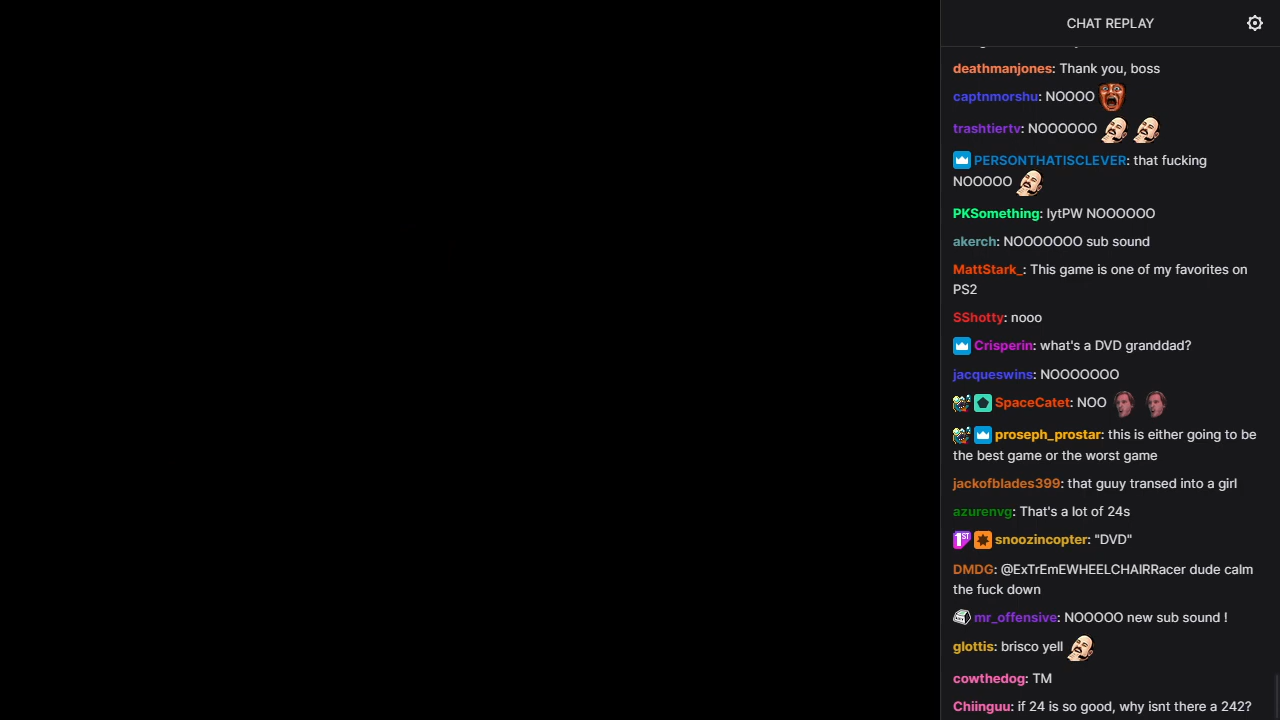 CHAT REPLAY
deathmanjones: Thank you, boss
captnmorshu: NOOOO
trashtiertv: NOOOOOO
PERSONTHATISCLEVER: that fucking
NOOOOO
PKSomething: lytPW NOOOOOO
akerch: NOOOOOOO sub sound
MattStark_: This game is one of my favorites on
PS2
SShotty: nooo
Crisperin: what's a DVD granddad?
jacqueswins: NOOOOOOO
SpaceCatet: NOO
proseph_prostar: this is either going to be
the best game or the worst game
jackofblades399: that guuy transed into a girl
azurenvg: That's a lot of 24s
1ST snoozincopter: "DVD"
DMDG: @ExTrEmEWHEELCHAIRRacer dude calm
the fuck down
mr_offensive: NOOOOO new sub sound !
glottis: brisco yell
cowthedog: TM
Chiinguu: if 24 is so good, why isnt there a 242?